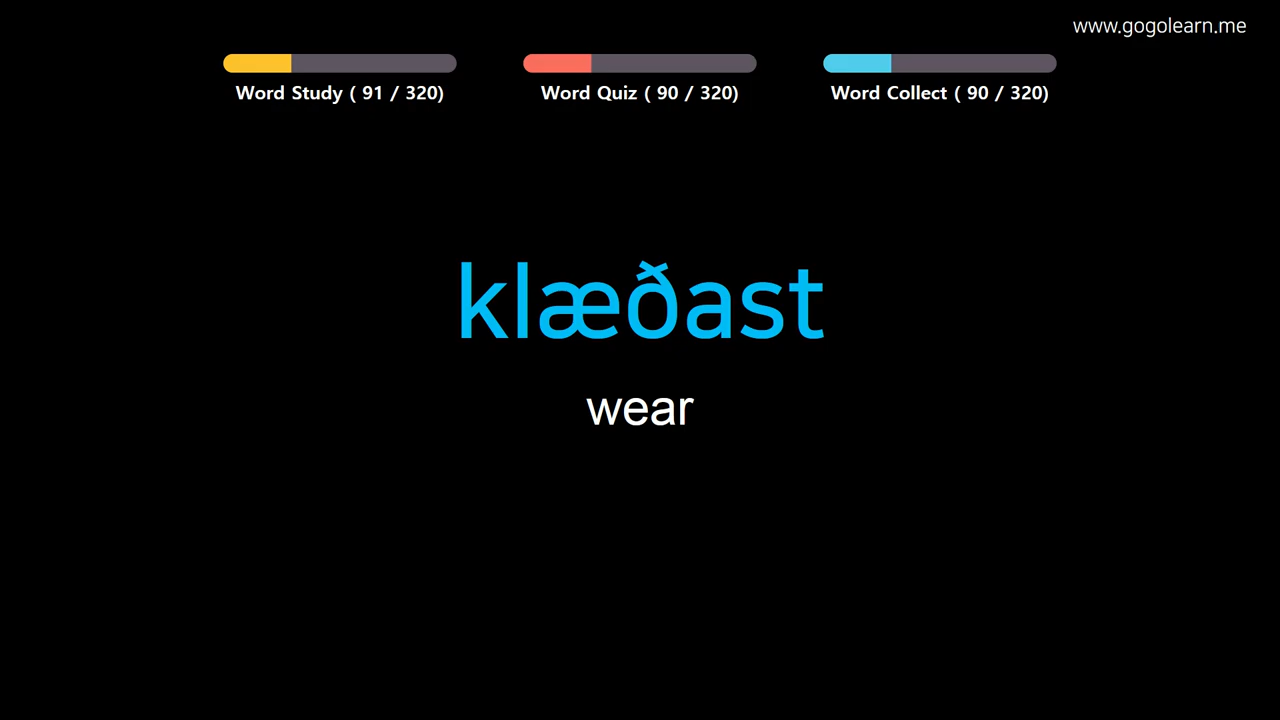 www.gogolearn.me
Word Study ( 91 / 320)
Word Quiz ( 90 / 320)
Word Collect ( 90 / 320)
klæðast
wear